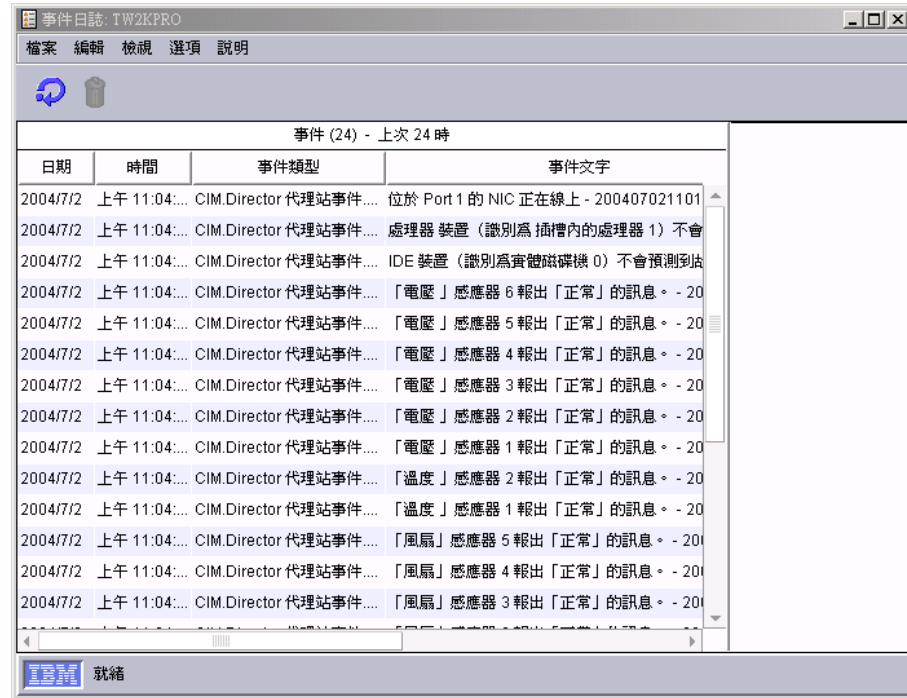 事件日誌: TW2KPRO
檔案 編輯 檢視 選項 說明
事件 (24) - 上次 24 時
日期 時間 事件類型 事件文字
2004/7/2 上午 11:04:... CIM.Director 代理站事件.... 位於 Port 1 的 NIC 正在線上 - 200407021101
2004/7/2 上午 11:04:... CIM.Director 代理站事件.... 處理器 裝置（識別為 插槽內的處理器 1）不會
2004/7/2 上午 11:04:... CIM.Director 代理站事件.... IDE 裝置（識別為實體磁碟機 0）不會預測到故
2004/7/2 上午 11:04:... CIM.Director 代理站事件.... 「電壓 」感應器 6 報出「正常」的訊息。 - 20
2004/7/2 上午 11:04:... CIM.Director 代理站事件.... 「電壓 」感應器 5 報出「正常」的訊息。 - 20
2004/7/2 上午 11:04:... CIM.Director 代理站事件.... 「電壓 」感應器 4 報出「正常」的訊息。 - 20
2004/7/2 上午 11:04:... CIM.Director 代理站事件.... 「電壓 」感應器 3 報出「正常」的訊息。 - 20
2004/7/2 上午 11:04:... CIM.Director 代理站事件.... 「電壓 」感應器 2 報出「正常」的訊息。 - 20
2004/7/2 上午 11:04:... CIM.Director 代理站事件.... 「電壓 」感應器 1 報出「正常」的訊息。 - 20
2004/7/2 上午 11:04:... CIM.Director 代理站事件.... 「溫度 」感應器 2 報出「正常」的訊息。 - 20
2004/7/2 上午 11:04:... CIM.Director 代理站事件.... 「溫度 」感應器 1 報出「正常」的訊息。 - 20
2004/7/2 上午 11:04:... CIM.Director 代理站事件.... 「風扇」感應器 5 報出「正常」的訊息。 - 200
2004/7/2 上午 11:04:... CIM.Director 代理站事件.... 「風扇」感應器 4 報出「正常」的訊息。 - 200
2004/7/2 上午 11:04:... CIM.Director 代理站事件.... 「風扇」感應器 3 報出「正常」的訊息。 - 200
IBM 就緒